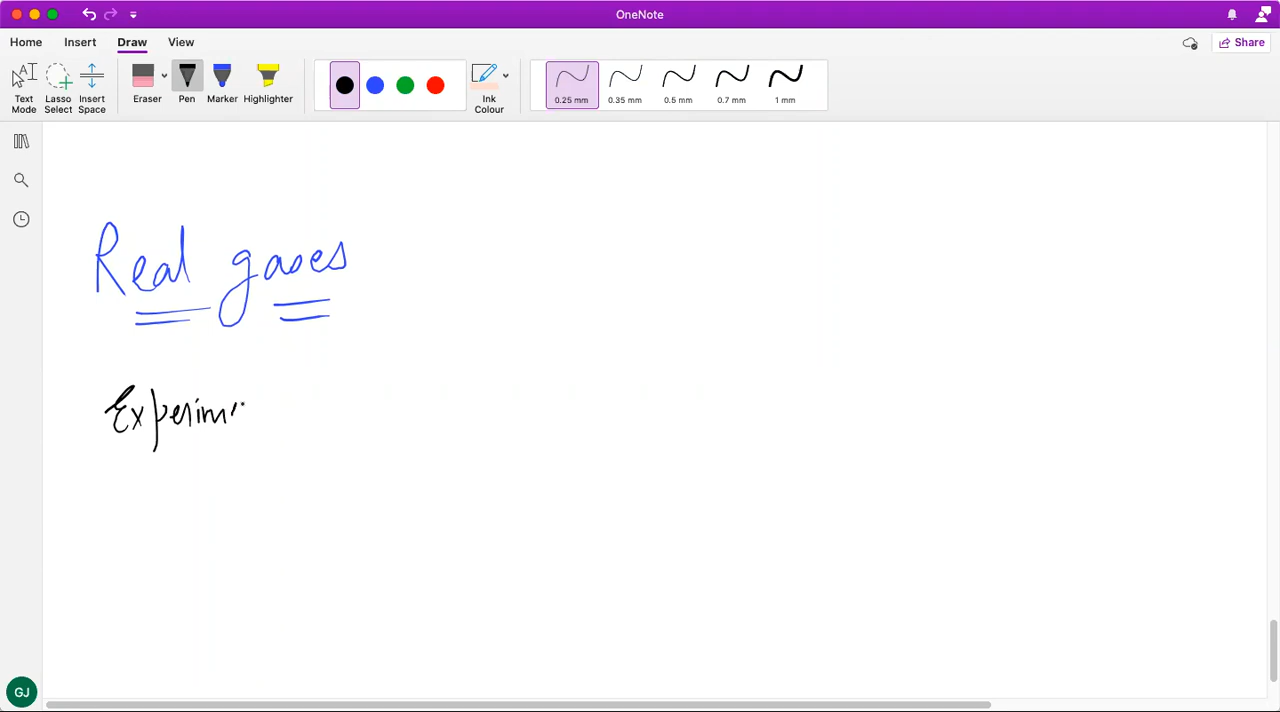 OneNote
Home Insert Draw View Share
Text Mode Lasso Select Insert Space Eraser Pen Marker Highlighter Ink Colour 0.25 mm 0.35 mm 0.5 mm 0.7 mm 1 mm
Real gases
Experim
GJ